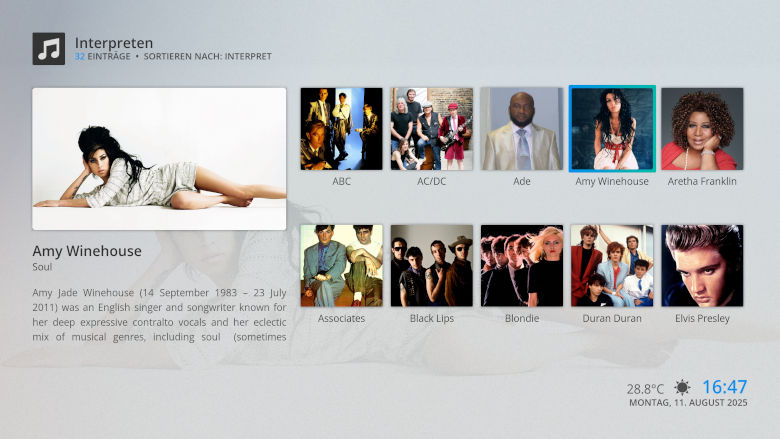 Interpreten
32 EINTRÄGE • SORTIEREN NACH: INTERPRET
ABC
AC/DC
Ade
Amy Winehouse
Aretha Franklin
Amy Winehouse
Soul
Amy Jade Winehouse (14 September 1983 – 23 July
2011) was an English singer and songwriter known for
her deep expressive contralto vocals and her eclectic
mix of musical genres, including soul (sometimes
Associates
Black Lips
Blondie
Duran Duran
Elvis Presley
28.8°C
16:47
MONTAG, 11. AUGUST 2025